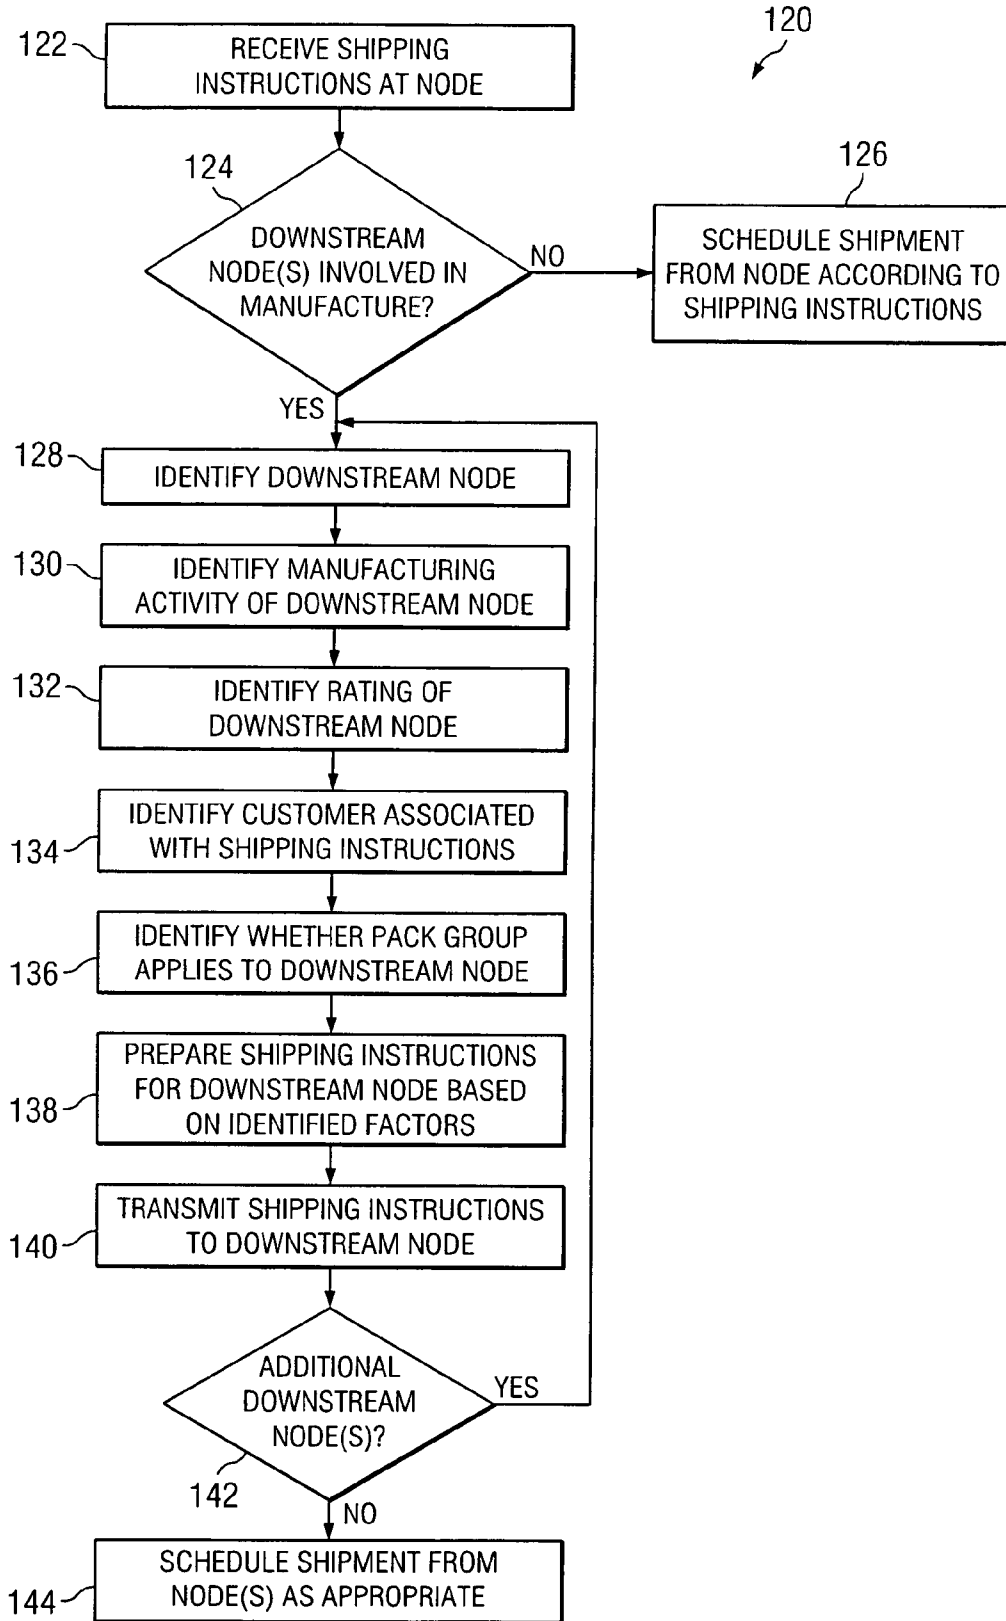 120
122
RECEIVE SHIPPING
INSTRUCTIONS AT NODE
124
DOWNSTREAM
NODE(S) INVOLVED IN
MANUFACTURE?
NO
126
SCHEDULE SHIPMENT
FROM NODE ACCORDING TO
SHIPPING INSTRUCTIONS
YES
128
IDENTIFY DOWNSTREAM NODE
130
IDENTIFY MANUFACTURING
ACTIVITY OF DOWNSTREAM NODE
132
IDENTIFY RATING OF
DOWNSTREAM NODE
134
IDENTIFY CUSTOMER ASSOCIATED
WITH SHIPPING INSTRUCTIONS
136
IDENTIFY WHETHER PACK GROUP
APPLIES TO DOWNSTREAM NODE
138
PREPARE SHIPPING INSTRUCTIONS
FOR DOWNSTREAM NODE BASED
ON IDENTIFIED FACTORS
140
TRANSMIT SHIPPING INSTRUCTIONS
TO DOWNSTREAM NODE
ADDITIONAL
DOWNSTREAM
NODE(S)?
YES
142
NO
144
SCHEDULE SHIPMENT FROM
NODE(S) AS APPROPRIATE